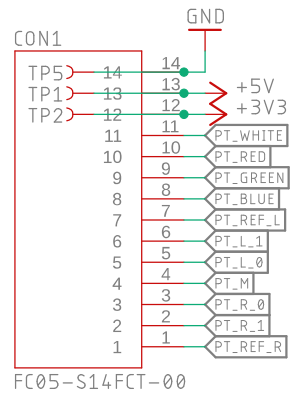 GND
CON1
TP5 14 14
TP1 13 13 +5V
TP2 12 12 +3V3
11 11 PT_WHITE
10 10 PT_RED
9 9 PT_GREEN
8 8 PT_BLUE
7 7 PT_REF_L
6 6 PT_L_1
5 5 PT_L_0
4 4 PT_M
3 3 PT_R_0
2 2 PT_R_1
1 1 PT_REF_R
FC05-S14FCT-00